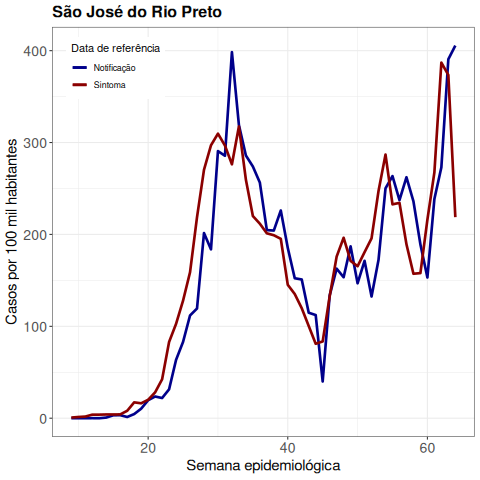 São José do Rio Preto
Data de referência
Notificação
Sintoma
Casos por 100 mil habitantes
400
300
200
100
0
20
40
60
Semana epidemiológica